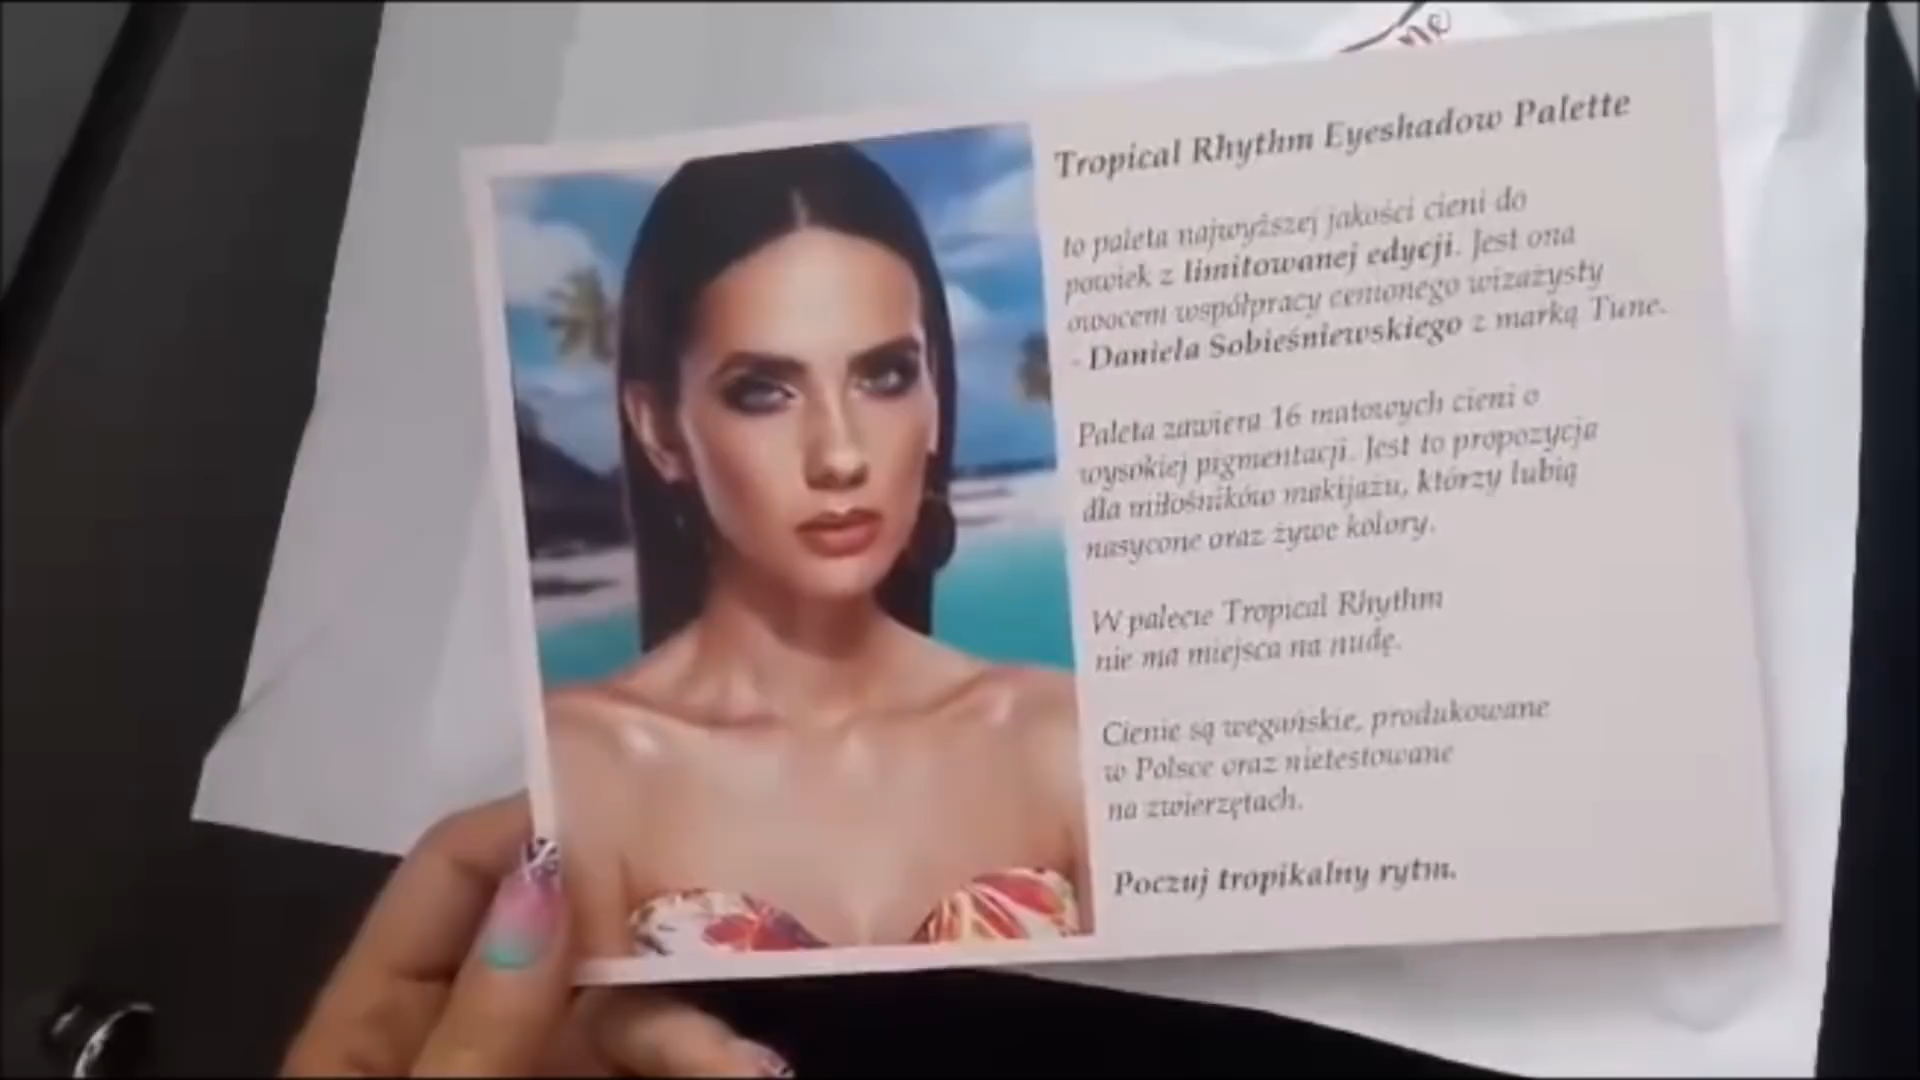 ne
Tropical Rhythm Eyeshadow Palette
to paleta najwyższej jakości cieni do
powiek z limitowanej edycji. Jest ona
owocem współpracy cenionego wizażysty
- Daniela Sobieśniewskiego z marką Tune.
Paleta zawiera 16 matowych cieni o
wysokiej pigmentacji. Jest to propozycja
dla miłośników makijażu, którzy lubią
nasycone oraz żywe kolory.
W palecie Tropical Rhythm
nie ma miejsca na nudę.
Cienie są wegańskie, produkowane
w Polsce oraz nietestowane
na zwierzętach.
Poczuj tropikalny rytm.